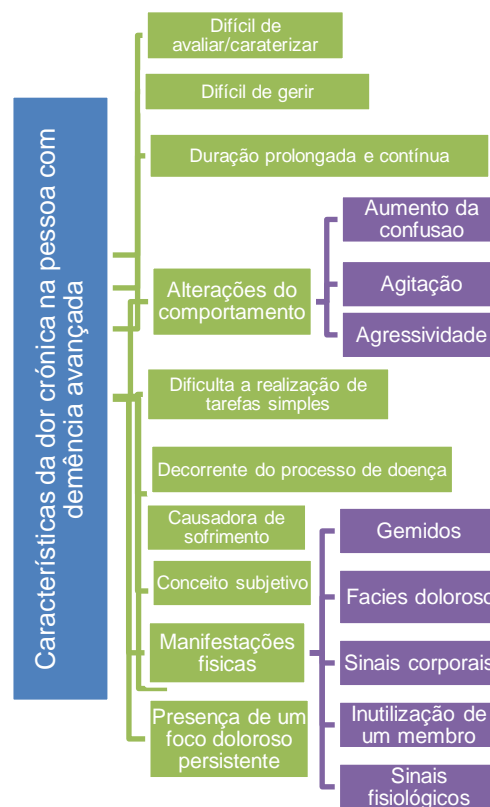 Características da dor crónica na pessoa com
demência avançada
Difícil de
avaliar/caraterizar
Difícil de gerir
Duração prolongada e contínua
Alterações do
comportamento
Aumento da
confusao
Agitação
Agressividade
Dificulta a realização de
tarefas simples
Decorrente do processo de doença
Causadora de
sofrimento
Conceito subjetivo
Manifestações
fisicas
Gemidos
Facies doloroso
Sinais corporais
Inutilização de
um membro
Sinais
fisiológicos
Presença de um
foco doloroso
persistente